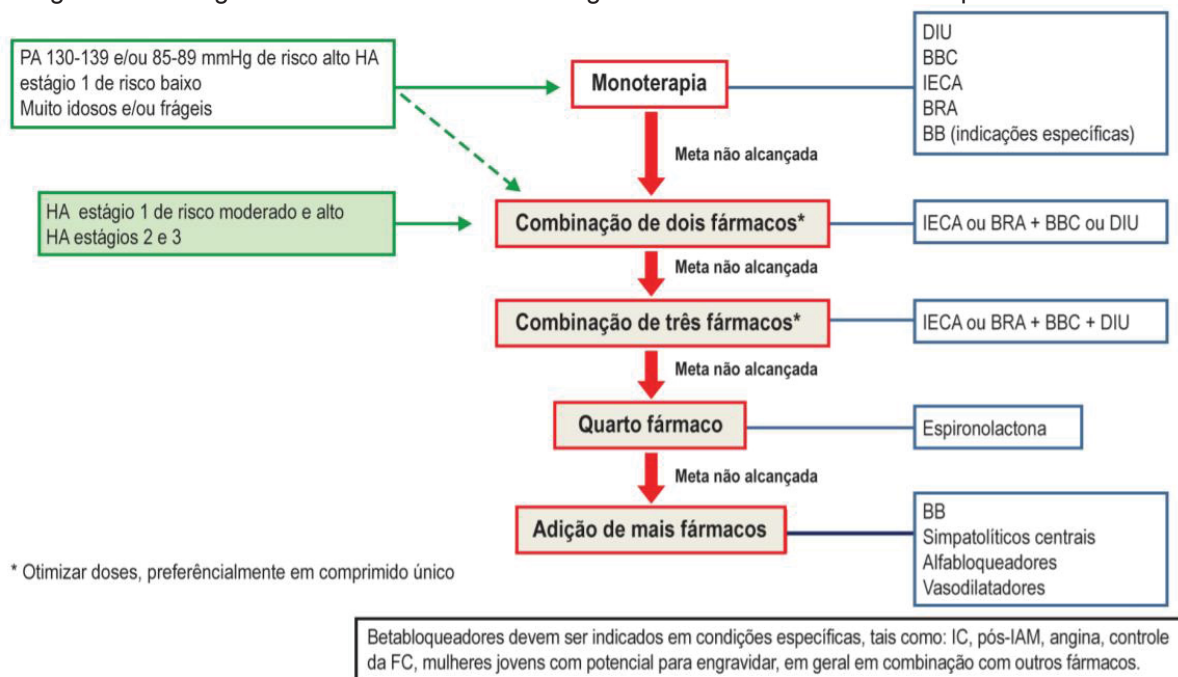 PA 130-139 e/ou 85-89 mmHg de risco alto HA
estágio 1 de risco baixo
Muito idosos e/ou frágeis
Monoterapia
DIU
BBC
IECA
BRA
BB (indicações específicas)
Meta não alcançada
HA estágio 1 de risco moderado e alto
HA estágios 2 e 3
Combinação de dois fármacos*
IECA ou BRA + BBC ou DIU
Meta não alcançada
Combinação de três fármacos*
IECA ou BRA + BBC + DIU
Meta não alcançada
Quarto fármaco
Espironolactona
Meta não alcançada
Adição de mais fármacos
BB
Simpatolíticos centrais
Alfabloqueadores
Vasodilatadores
* Otimizar doses, preferêncialmente em comprimido único
Betabloqueadores devem ser indicados em condições específicas, tais como: IC, pós-IAM, angina, controle
da FC, mulheres jovens com potencial para engravidar, em geral em combinação com outros fármacos.